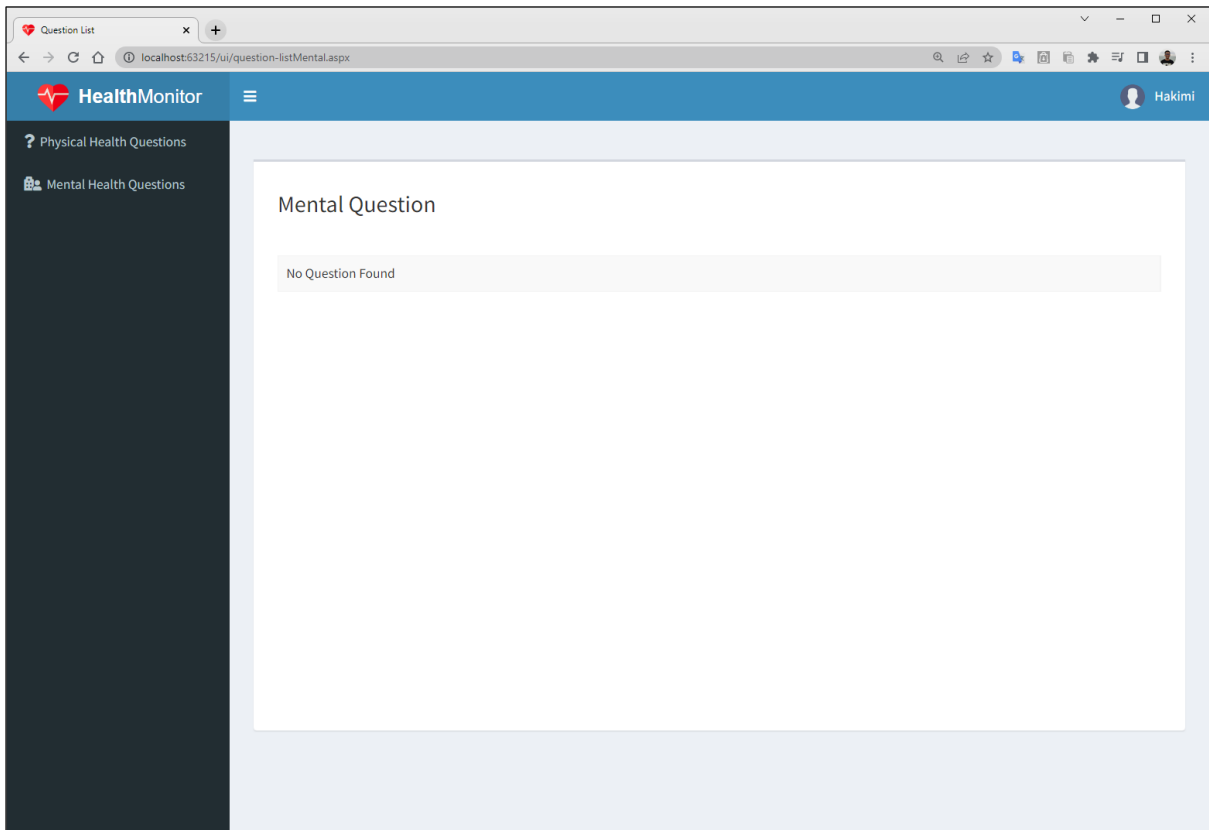 Question List
localhost:63215/ui/question-listMental.aspx
HealthMonitor
Hakimi
Physical Health Questions
Mental Health Questions
Mental Question
No Question Found